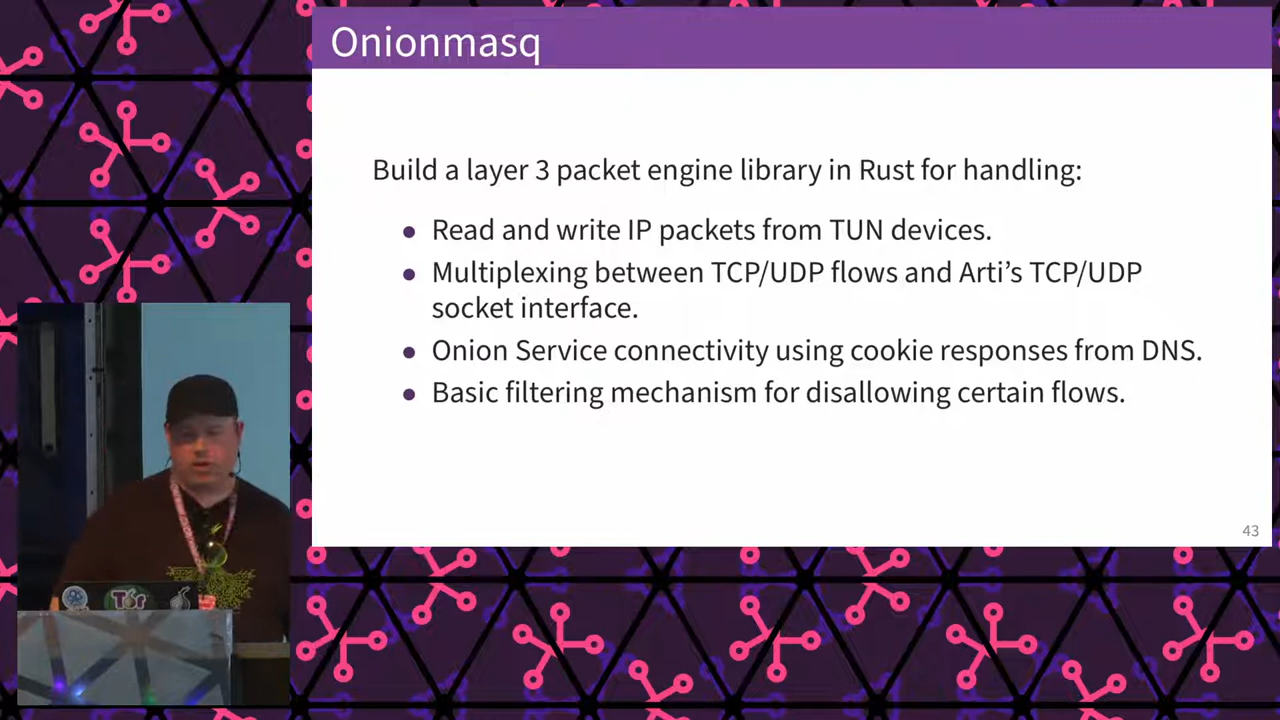 Onionmasq
Build a layer 3 packet engine library in Rust for handling:
● Read and write IP packets from TUN devices.
● Multiplexing between TCP/UDP flows and Arti’s TCP/UDP
socket interface.
● Onion Service connectivity using cookie responses from DNS.
● Basic filtering mechanism for disallowing certain flows.
43
Tor